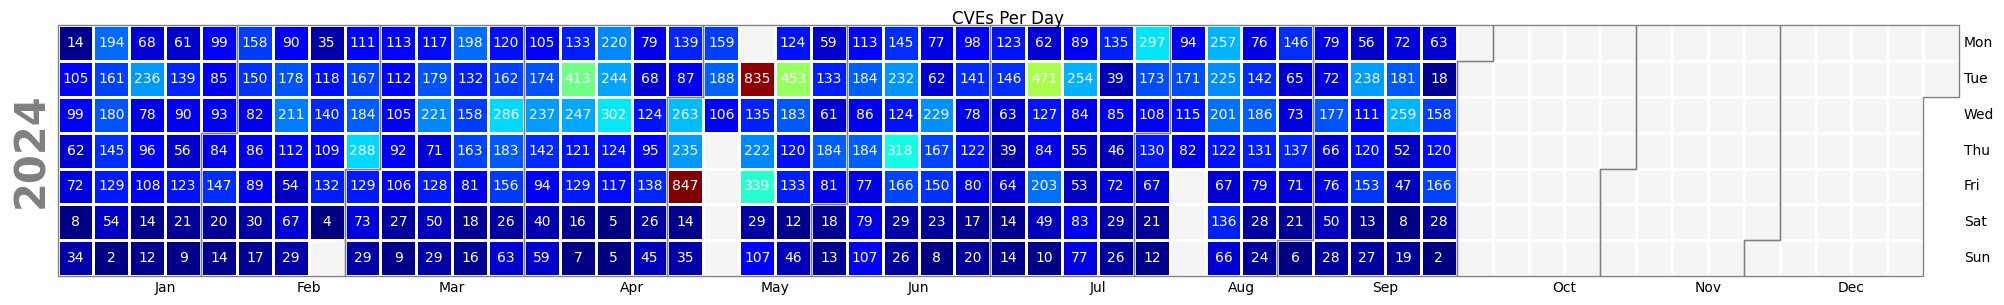 CVEs Per Day
14 194 68 61 99 158 90 35 111 113 117 198 120 105 133 220 79 139 159 124 59 113 145 77 98 123 62 89 135 297 94 257 76 146 79 56 72 63 Mon
105 161 236 139 85 150 178 118 167 112 179 132 162 174 413 244 68 87 188 835 453 133 184 232 62 141 146 471 254 39 173 171 225 142 65 72 238 181 18 Tue
99 180 78 90 93 82 211 140 184 105 221 158 286 237 247 302 124 263 106 135 183 61 86 124 229 78 63 127 84 85 108 115 201 186 73 177 111 259 158 Wed
62 145 96 56 84 86 112 109 288 92 71 163 183 142 121 124 95 235 222 120 184 184 318 167 122 39 84 55 46 130 82 122 131 137 66 120 52 120 Thu
72 129 108 123 147 89 54 132 129 106 128 81 156 94 129 117 138 847 339 133 81 77 166 150 80 64 203 53 72 67 67 79 71 76 153 47 166 Fri
8 54 14 21 20 30 67 4 73 27 50 18 26 40 16 5 26 14 29 12 18 79 29 23 17 14 49 83 29 21 136 28 21 50 13 8 28 Sat
34 2 12 9 14 17 29 29 9 29 16 63 59 7 5 45 35 107 46 13 107 26 8 20 14 10 77 26 12 66 24 6 28 27 19 2 Sun
2024
Jan Feb Mar Apr May Jun Jul Aug Sep Oct Nov Dec